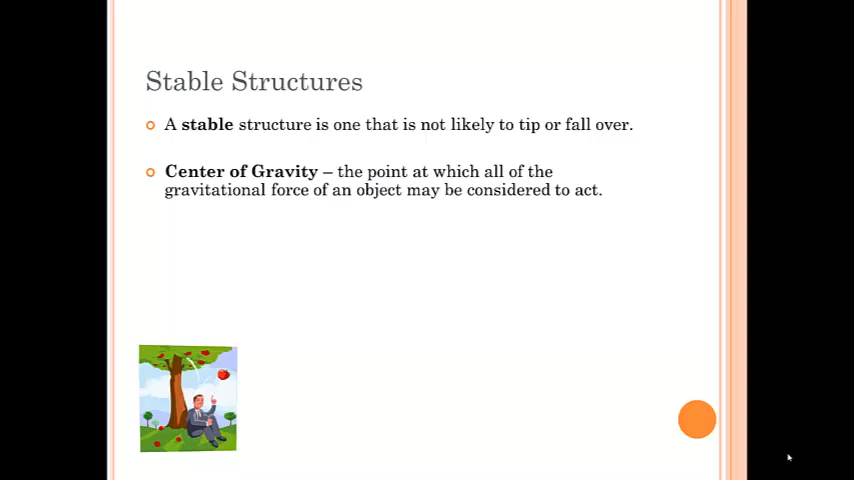 Stable Structures
A stable structure is one that is not likely to tip or fall over.
Center of Gravity – the point at which all of the
gravitational force of an object may be considered to act.